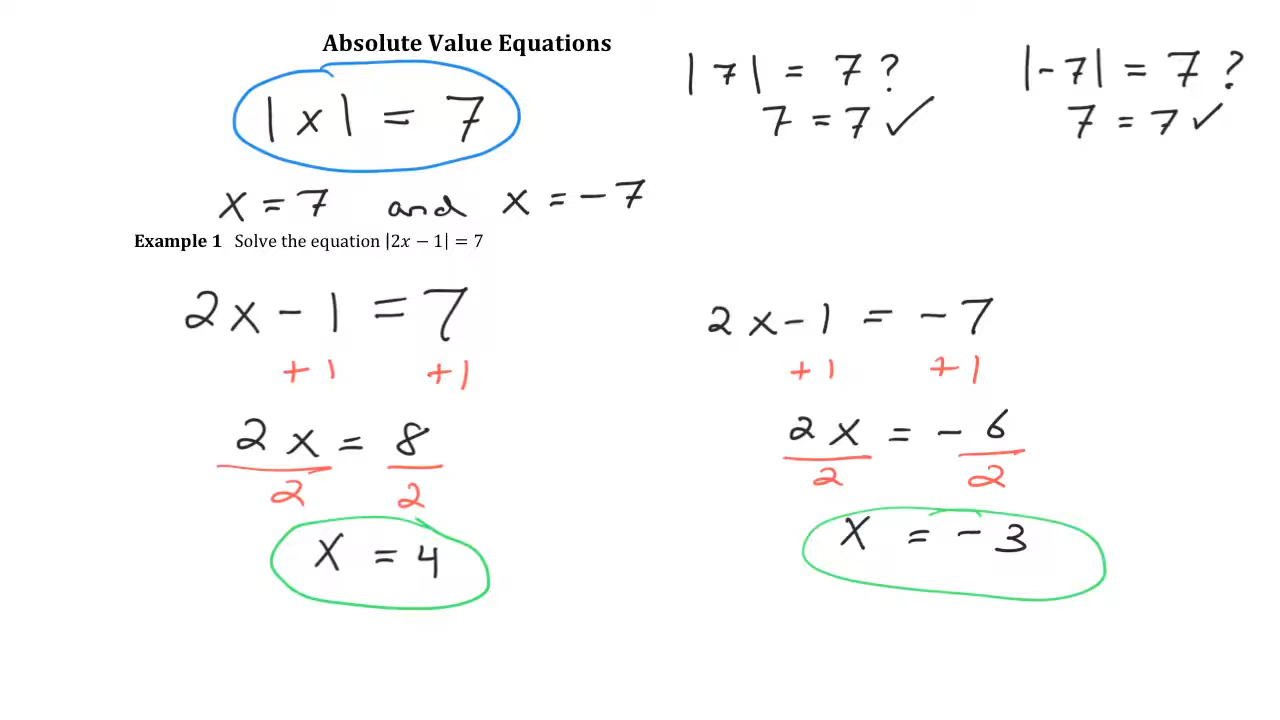 Absolute Value Equations
|x| = 7
|7| = 7 ?
7 = 7 ✓
|-7| = 7 ?
7 = 7 ✓
x = 7 and x = -7
Example 1 Solve the equation |2x − 1| = 7
2x - 1 = 7
+1 +1
2x = 8
2 2
x = 4
2x - 1 = -7
+1 +1
2x = -6
2 2
x = -3